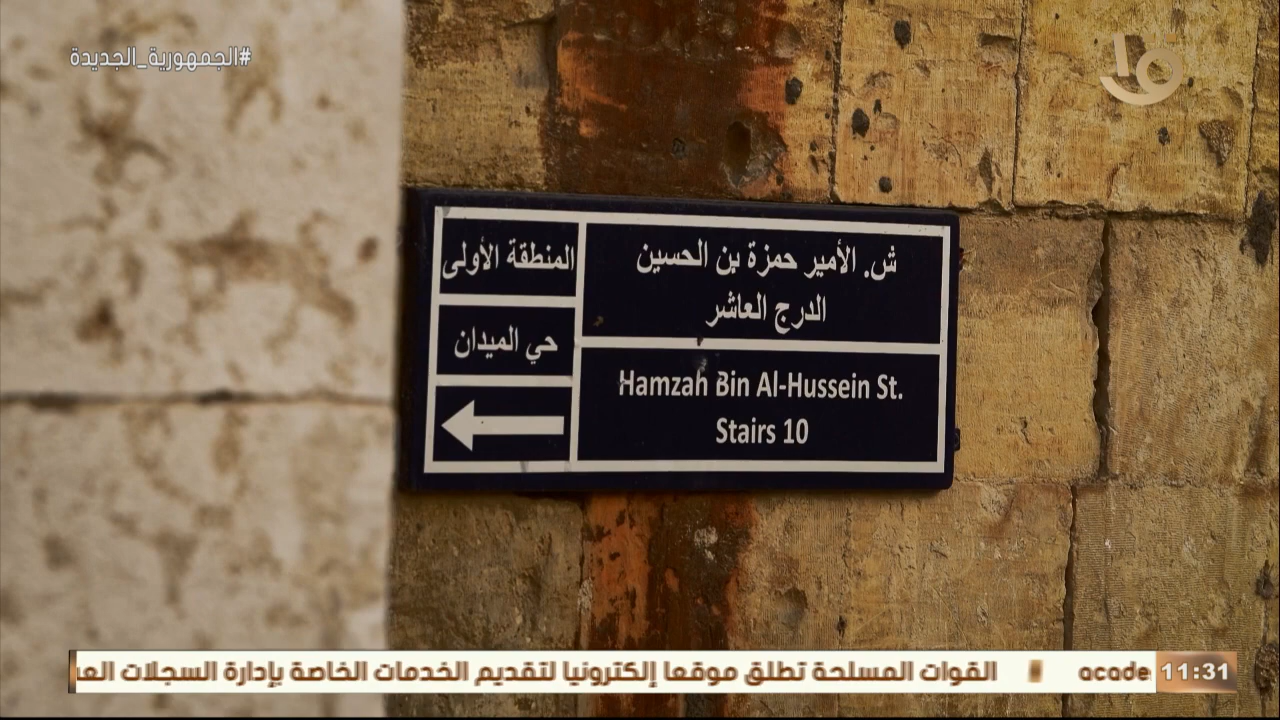 #الجمهورية_الجديدة
ش. الأمير حمزة بن الحسين
الدرج العاشر
المنطقة الأولى
حي الميدان
Hamzah Bin Al-Hussein St.
Stairs 10
11:31
acade
القوات المسلحة تطلق موقعا إلكترونيا لتقديم الخدمات الخاصة بإدارة السجلات